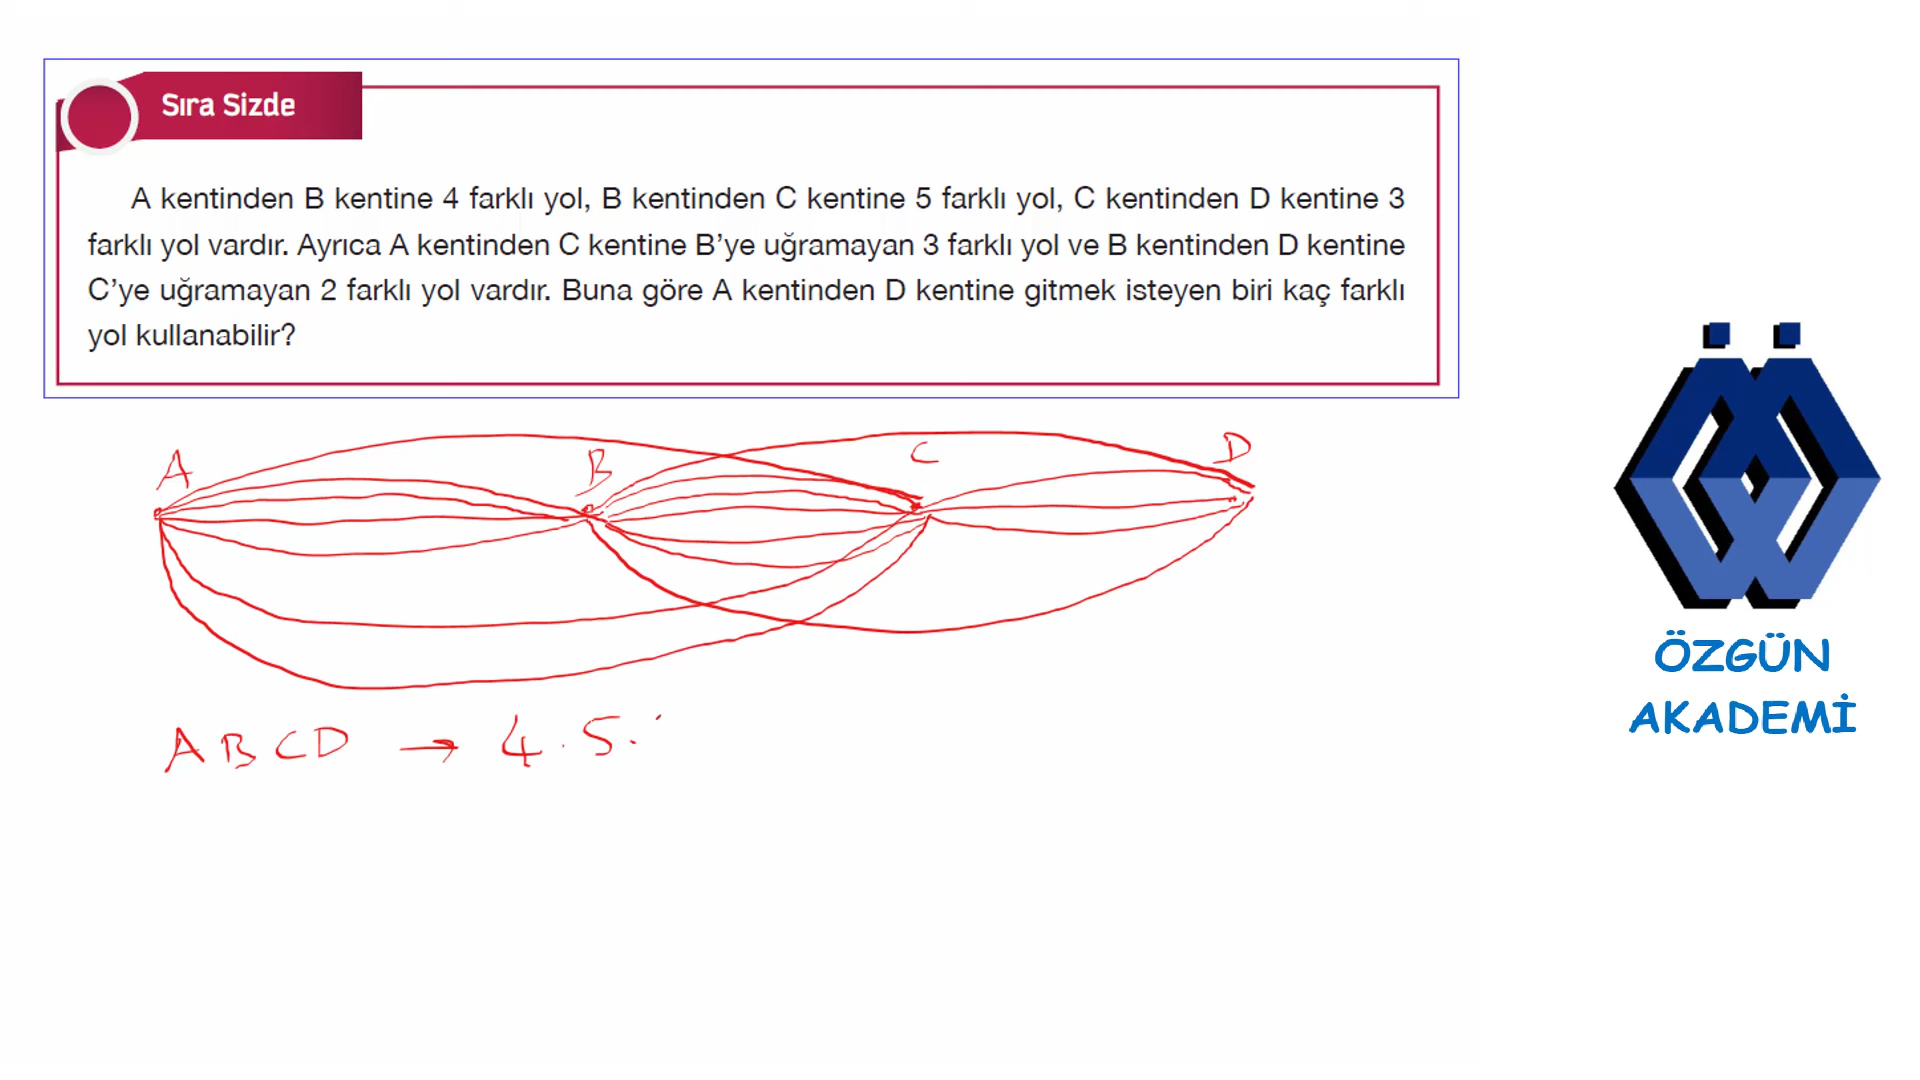 Sıra Sizde
A kentinden B kentine 4 farklı yol, B kentinden C kentine 5 farklı yol, C kentinden D kentine 3
farklı yol vardır. Ayrıca A kentinden C kentine B’ye uğramayan 3 farklı yol ve B kentinden D kentine
C’ye uğramayan 2 farklı yol vardır. Buna göre A kentinden D kentine gitmek isteyen biri kaç farklı
yol kullanabilir?
A B C D
A B C D → 4 . 5 .
ÖZGÜN
AKADEMİ